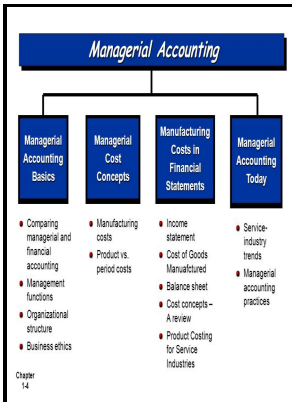 Managerial Accounting
Managerial
Accounting
Basics
Comparing
managerial and
financial
accounting
Management
functions
Organizational
structure
Business ethics
Managerial
Cost
Concepts
Manufacturing
costs
Product vs.
period costs
Manufacturing
Costs in
Financial
Statements
Income
statement
Cost of Goods
Manuafctured
Balance sheet
Cost concepts –
A review
Product Costing
for Service
Industries
Managerial
Accounting
Today
Service-
industry
trends
Managerial
accounting
practices
Chapter
1-4